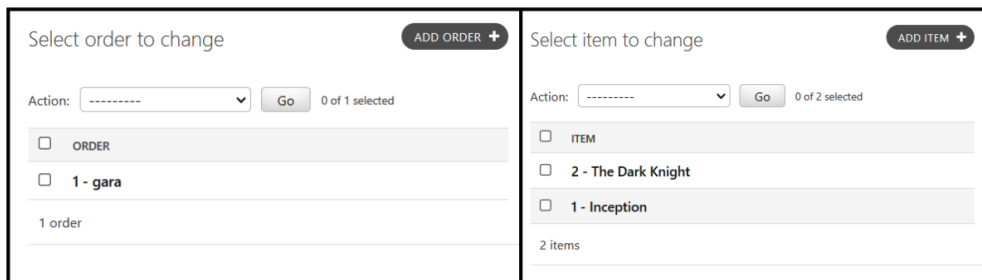 Select order to change
ADD ORDER +
Action: --------- Go 0 of 1 selected
ORDER
1 - gara
1 order
Select item to change
ADD ITEM +
Action: --------- Go 0 of 2 selected
ITEM
2 - The Dark Knight
1 - Inception
2 items